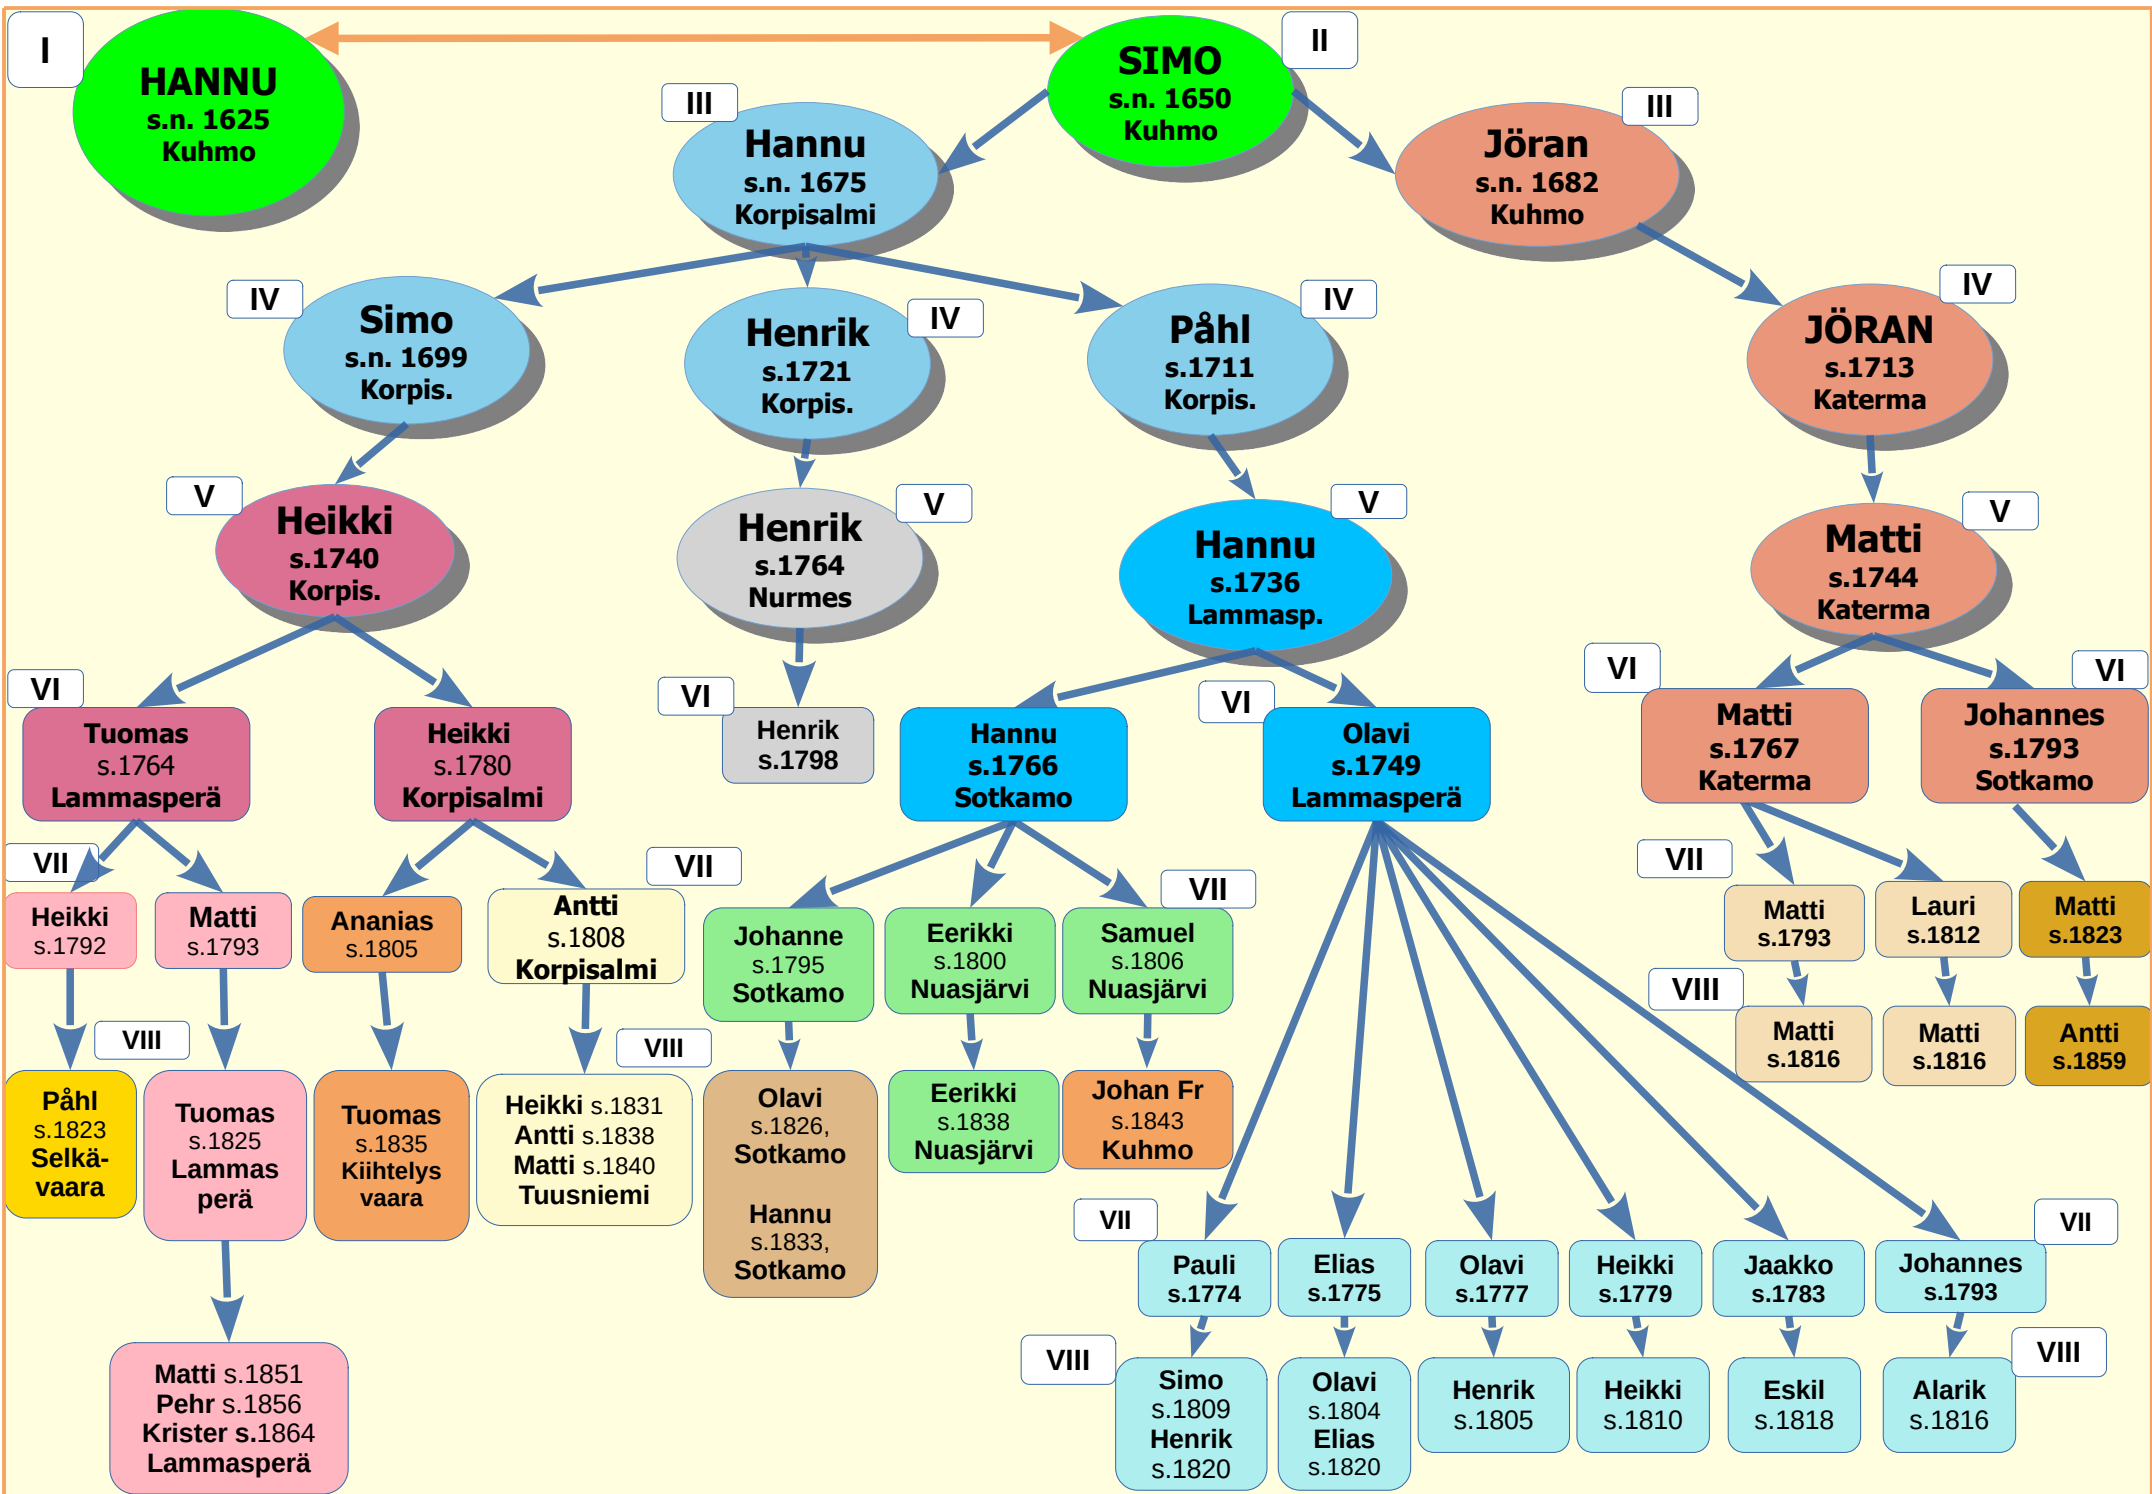 I
HANNU
s.n. 1625
Kuhmo
II
SIMO
s.n. 1650
Kuhmo
III
Hannu
s.n. 1675
Korpisalmi
III
Jöran
s.n. 1682
Kuhmo
IV
Simo
s.n. 1699
Korpis.
IV
Henrik
s.1721
Korpis.
IV
Påhl
s.1711
Korpis.
IV
JÖRAN
s.1713
Katerma
V
Heikki
s.1740
Korpis.
V
Henrik
s.1764
Nurmes
V
Hannu
s.1736
Lammasp.
V
Matti
s.1744
Katerma
VI
Tuomas
s.1764
Lammasperä
Heikki
s.1780
Korpisalmi
VI
Henrik
s.1798
Hannu
s.1766
Sotkamo
VI
Olavi
s.1749
Lammasperä
VI
Matti
s.1767
Katerma
VI
Johannes
s.1793
Sotkamo
VII
Heikki
s.1792
Matti
s.1793
Ananias
s.1805
Antti
s.1808
Korpisalmi
VII
Johanne
s.1795
Sotkamo
Eerikki
s.1800
Nuasjärvi
VII
Samuel
s.1806
Nuasjärvi
VII
Matti
s.1793
Lauri
s.1812
Matti
s.1823
VIII
Matti
s.1816
Matti
s.1816
Antti
s.1859
VIII
Påhl
s.1823
Selkä-
vaara
Tuomas
s.1825
Lammas
perä
Tuomas
s.1835
Kiihtelys
vaara
VIII
Heikki s.1831
Antti s.1838
Matti s.1840
Tuusniemi
Olavi
s.1826,
Sotkamo
Hannu
s.1833,
Sotkamo
Eerikki
s.1838
Nuasjärvi
Johan Fr
s.1843
Kuhmo
VII
Pauli
s.1774
Elias
s.1775
Olavi
s.1777
Heikki
s.1779
Jaakko
s.1783
VII
Johannes
s.1793
VIII
Simo
s.1809
Henrik
s.1820
Olavi
s.1804
Elias
s.1820
Henrik
s.1805
Heikki
s.1810
Eskil
s.1818
VIII
Alarik
s.1816
Matti s.1851
Pehr s.1856
Krister s.1864
Lammasperä